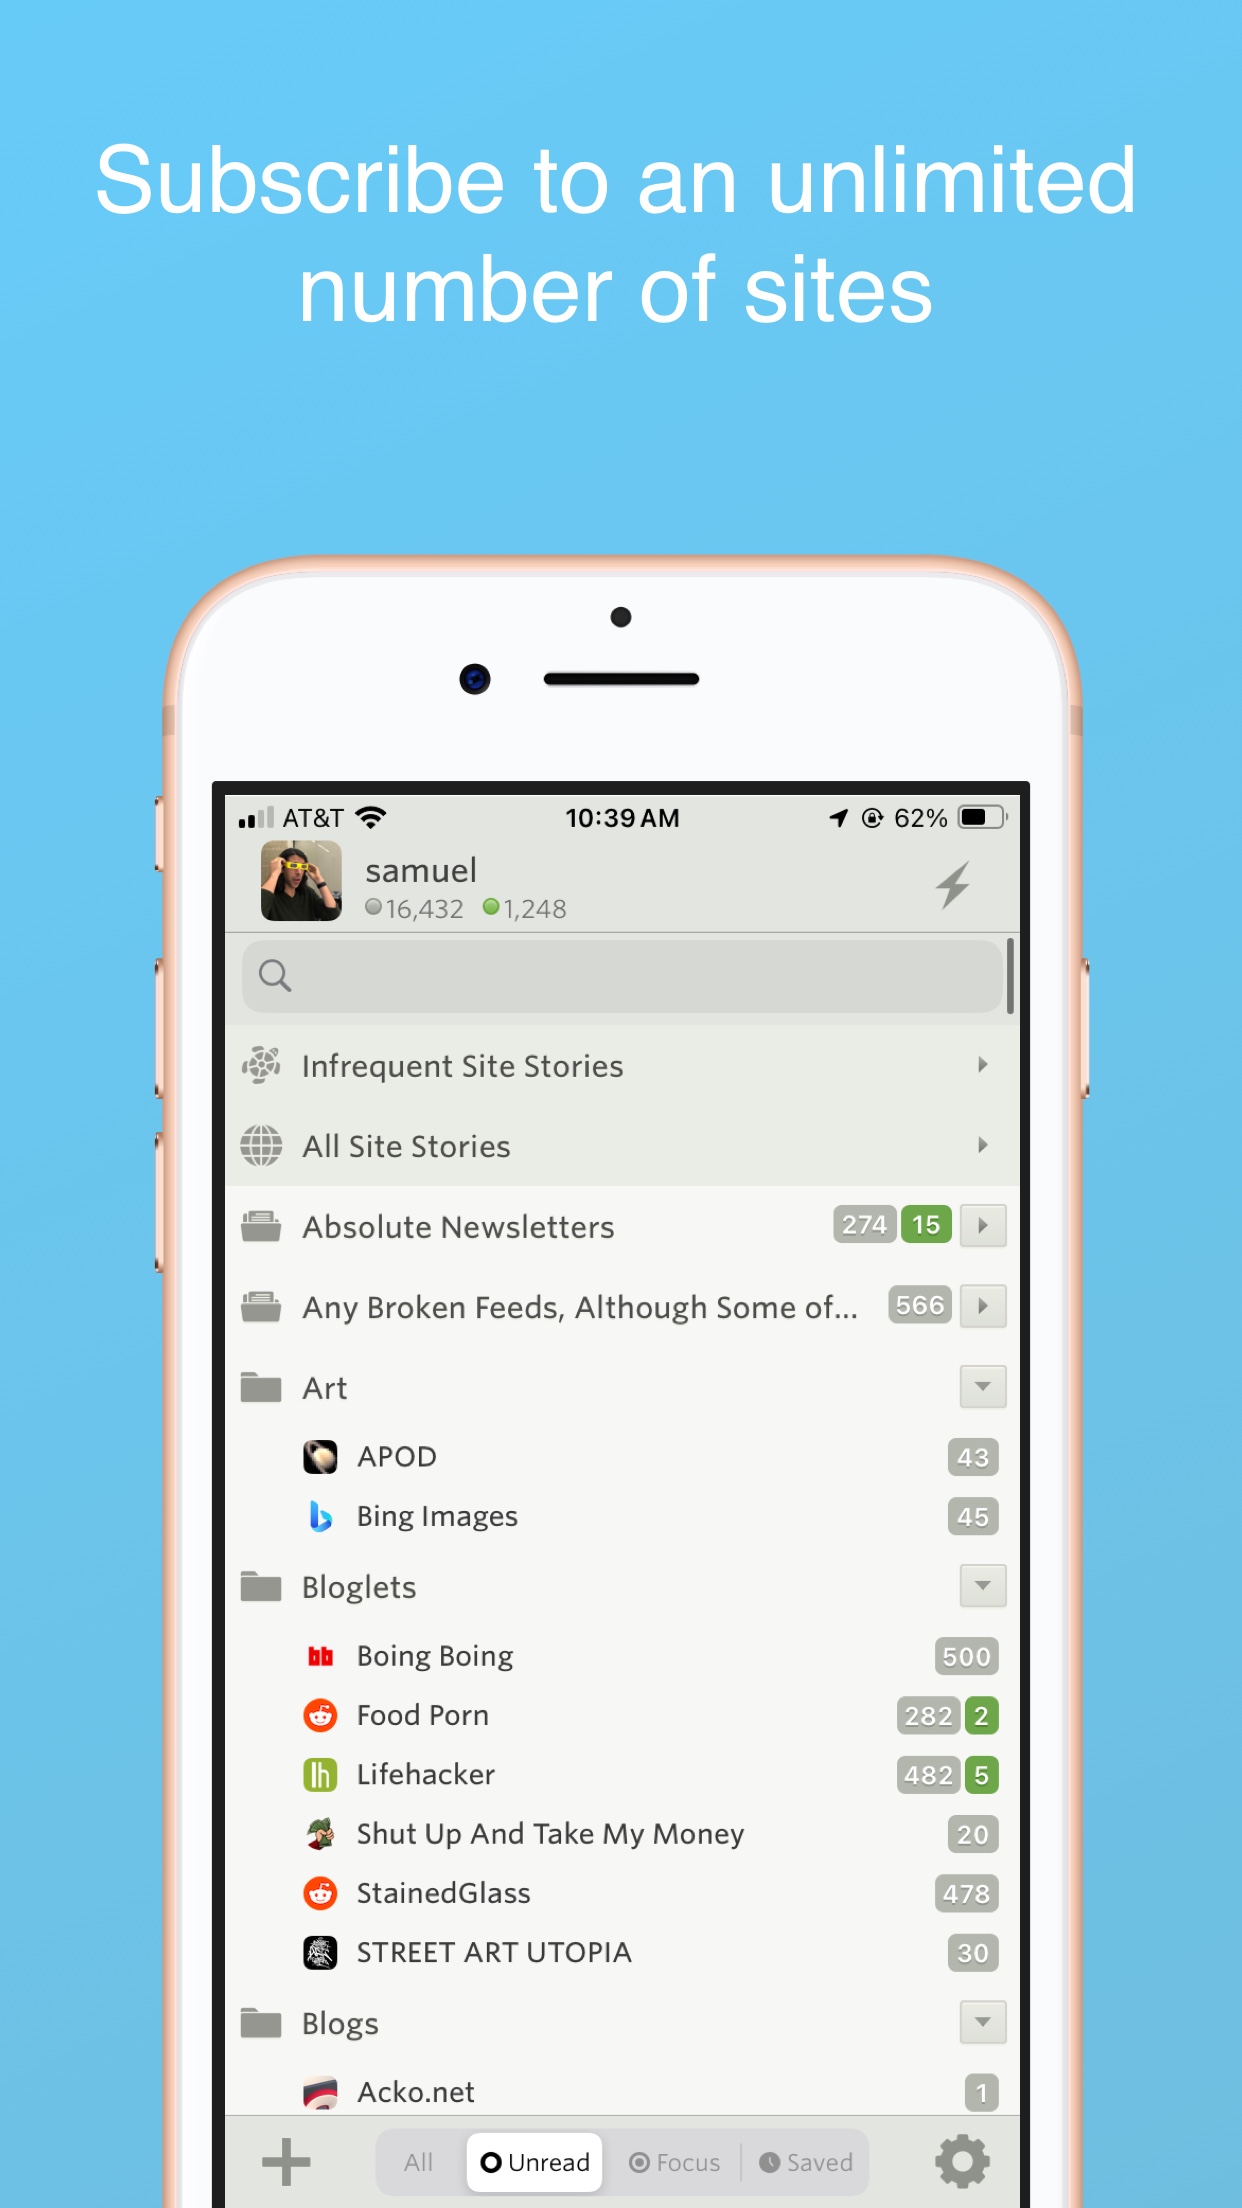 Subscribe to an unlimited
number of sites
AT&T 10:39 AM 62%
samuel
16,432 1,248
Infrequent Site Stories
All Site Stories
Absolute Newsletters 274 15
Any Broken Feeds, Although Some of... 566
Art
APOD 43
Bing Images 45
Bloglets
bb Boing Boing 500
Food Porn 282 2
lh Lifehacker 482 5
Shut Up And Take My Money 20
StainedGlass 478
STREET ART UTOPIA 30
Blogs
Acko.net 1
All Unread Focus Saved